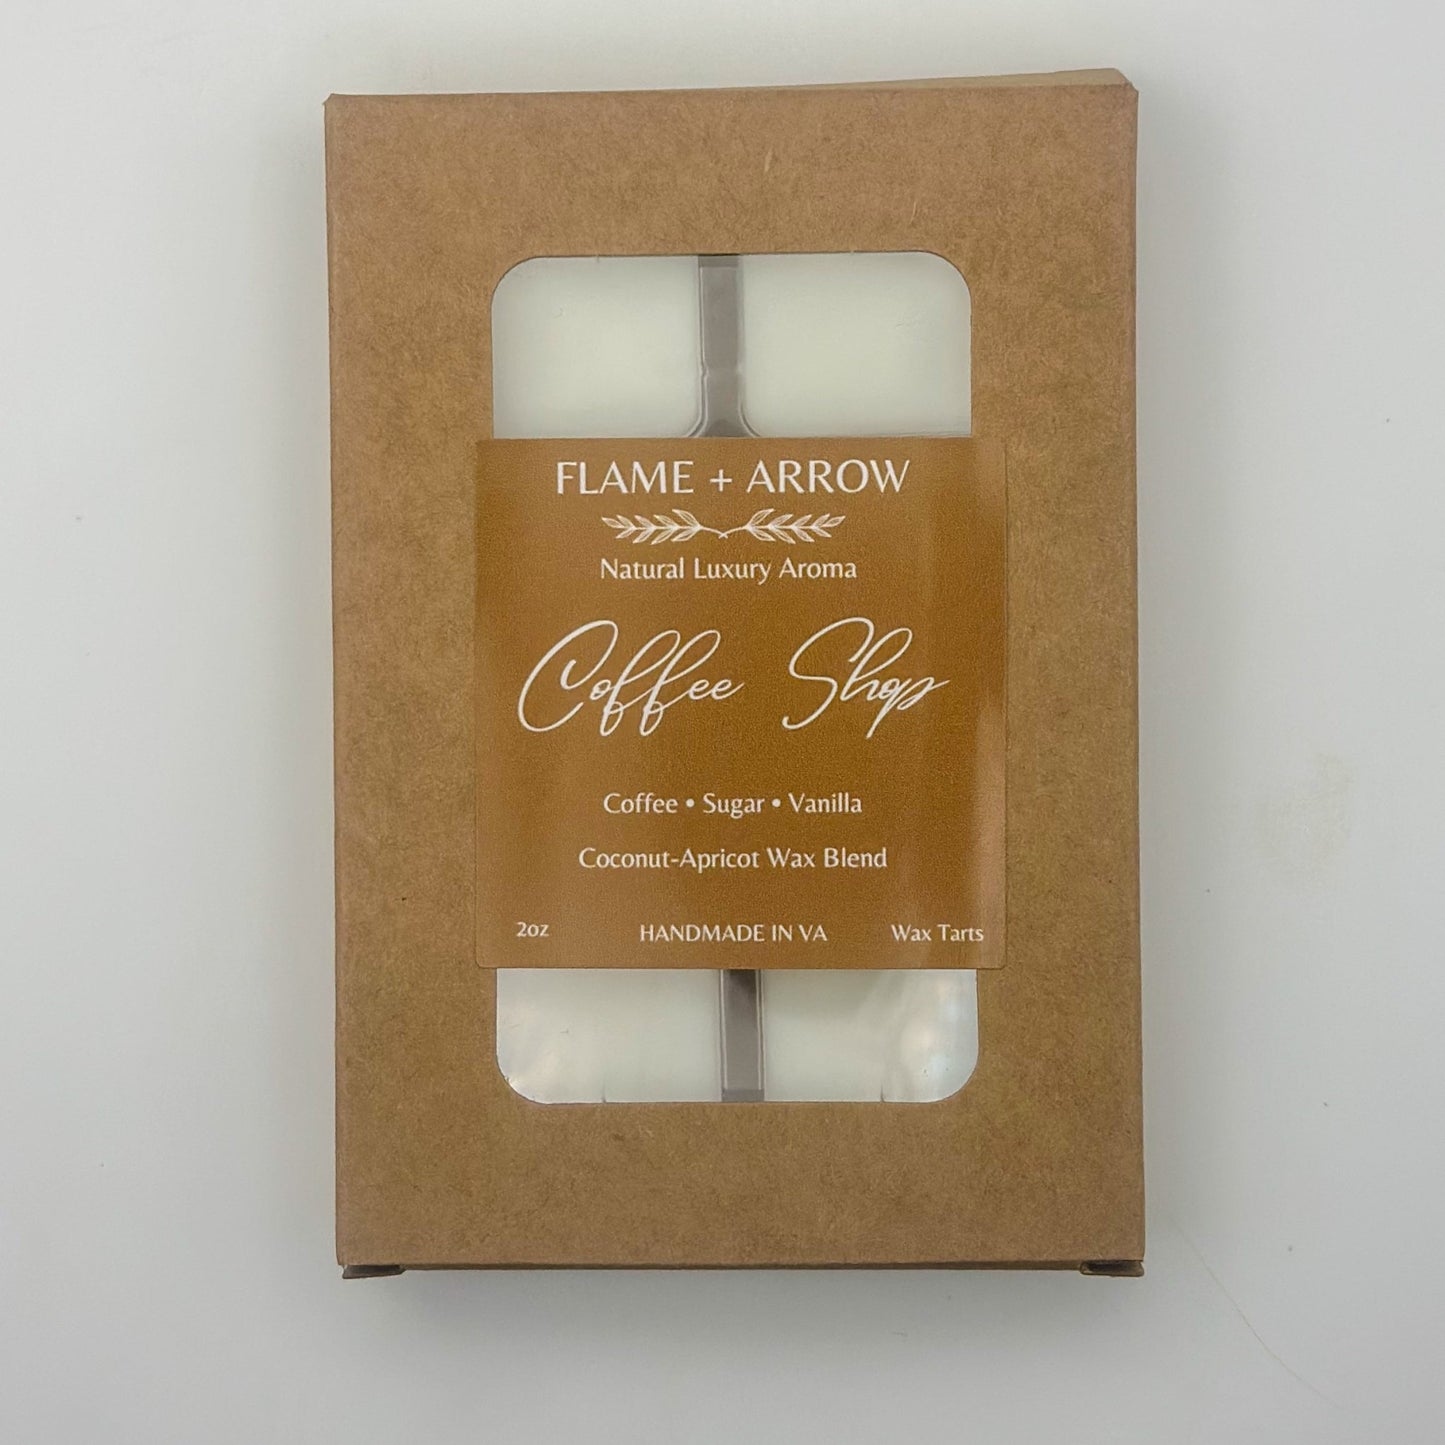 FLAME + ARROW
Natural Luxury Aroma
Coffee Shop
Coffee • Sugar • Vanilla
Coconut-Apricot Wax Blend
2oz HANDMADE IN VA Wax Tarts